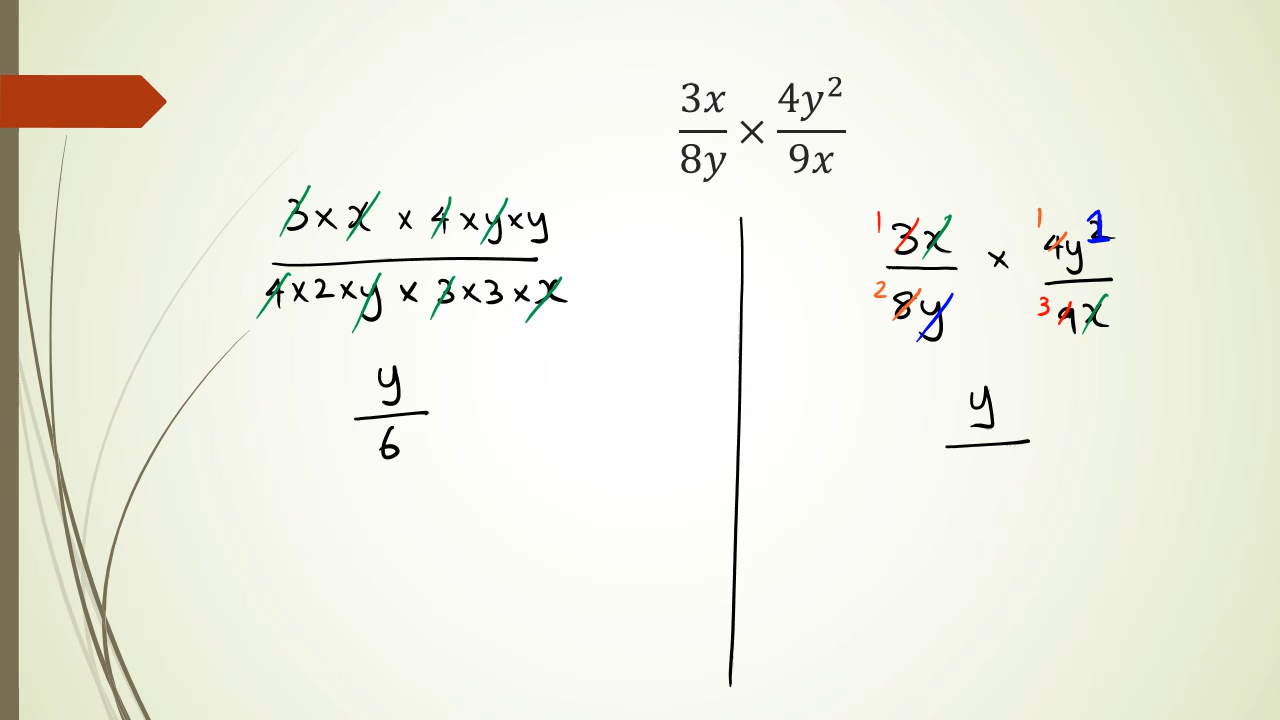 3x/8y × 4y²/9x
3 × x × 4 × y × y
4 × 2 × y × 3 × 3 × x
y
6
1 3x × 1 4y² 1
2 8y 3 9x
y